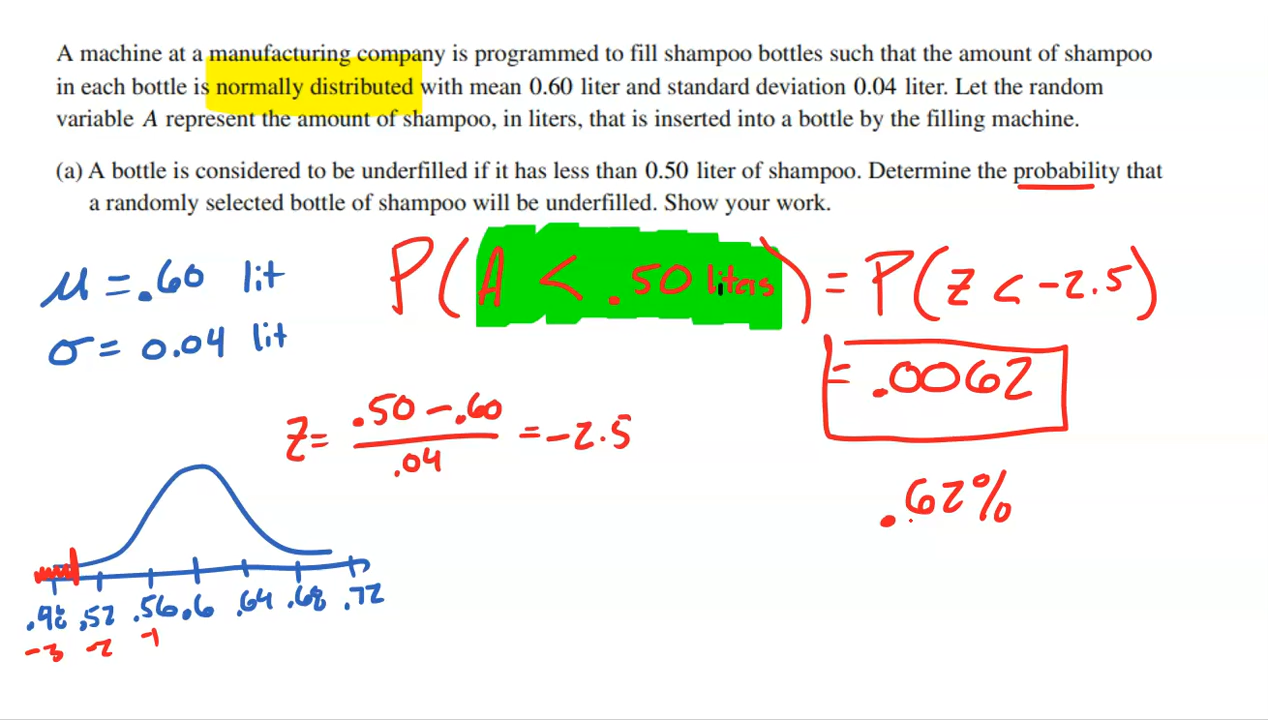 A machine at a manufacturing company is programmed to fill shampoo bottles such that the amount of shampoo
in each bottle is normally distributed with mean 0.60 liter and standard deviation 0.04 liter. Let the random
variable A represent the amount of shampoo, in liters, that is inserted into a bottle by the filling machine.
(a) A bottle is considered to be underfilled if it has less than 0.50 liter of shampoo. Determine the probability that
a randomly selected bottle of shampoo will be underfilled. Show your work.
μ = .60 lit
σ = 0.04 lit
P(A < .50 liters) = P(Z < -2.5)
= .0062
Z = .50 - .60 / .04 = -2.5
.62%
.52 .56 .6 .64 .68 .72
-3 -2 -1